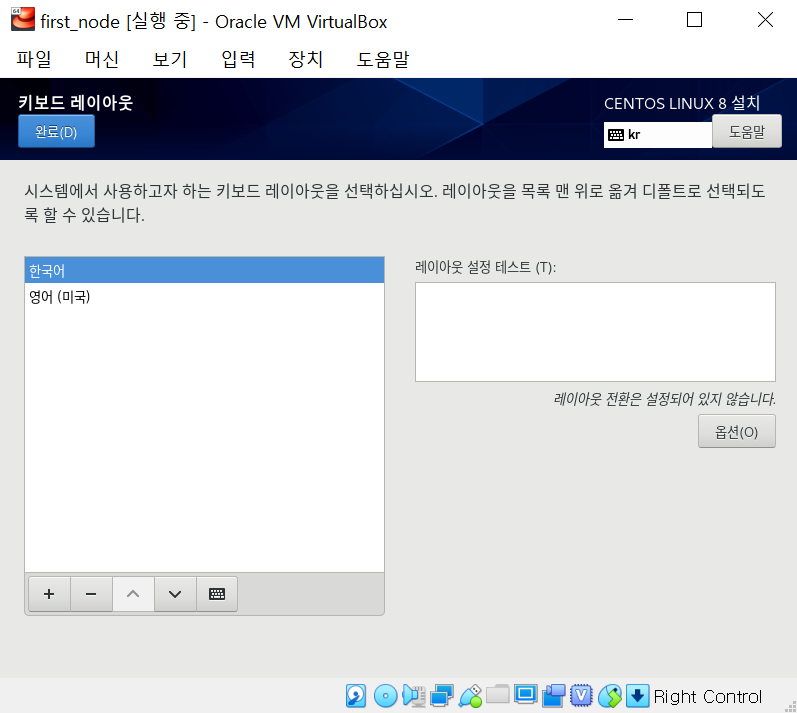 first_node [실행 중] - Oracle VM VirtualBox
파일 머신 보기 입력 장치 도움말
키보드 레이아웃
CENTOS LINUX 8 설치
완료(D)
kr
도움말
시스템에서 사용하고자 하는 키보드 레이아웃을 선택하십시오. 레이아웃을 목록 맨 위로 옮겨 디폴트로 선택되도
록 할 수 있습니다.
한국어
영어 (미국)
레이아웃 설정 테스트 (T):
레이아웃 전환은 설정되어 있지 않습니다.
옵션(O)
Right Control